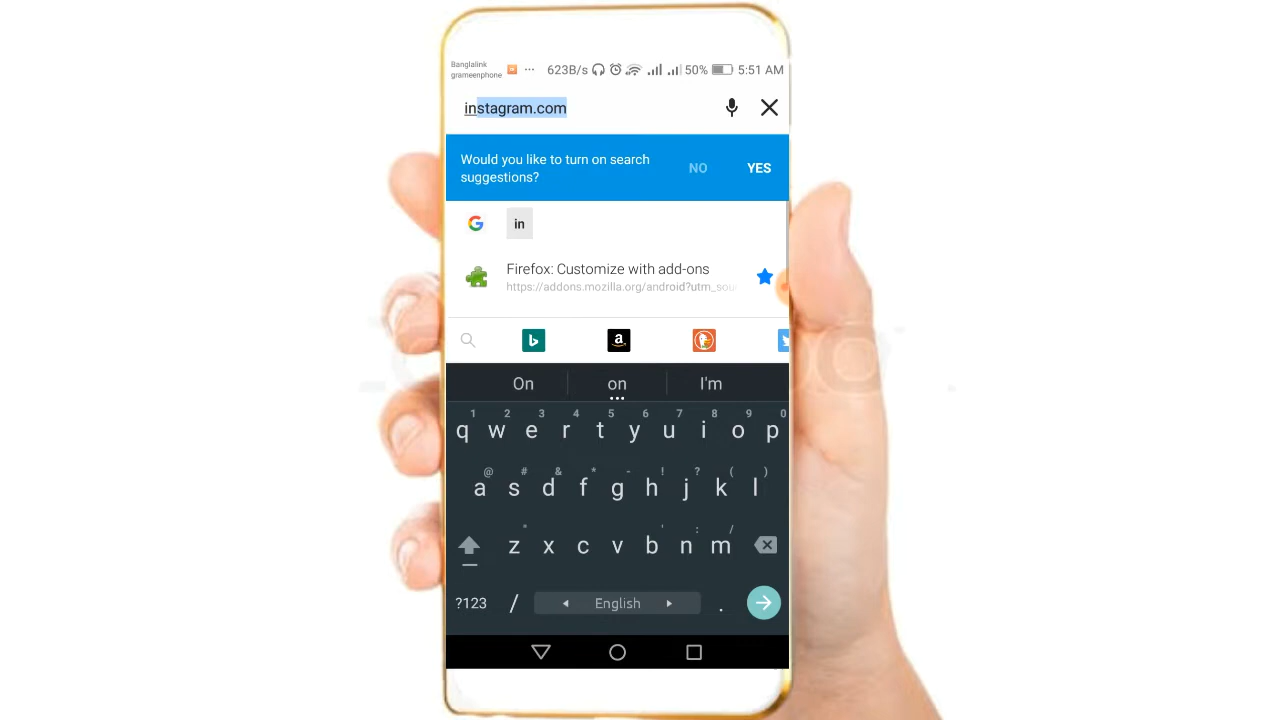 Banglalink
grameenphone ... 623B/s 50% 5:51 AM
instagram.com
Would you like to turn on search
suggestions?
NO YES
in
Firefox: Customize with add-ons
https://addons.mozilla.org/android?utm_sou
On on I'm
1 2 3 4 5 6 7 8 9 0
q w e r t y u i o p
@ # & * - ! ? ( )
a s d f g h j k l
" ' : /
z x c v b n m
?123 / English .